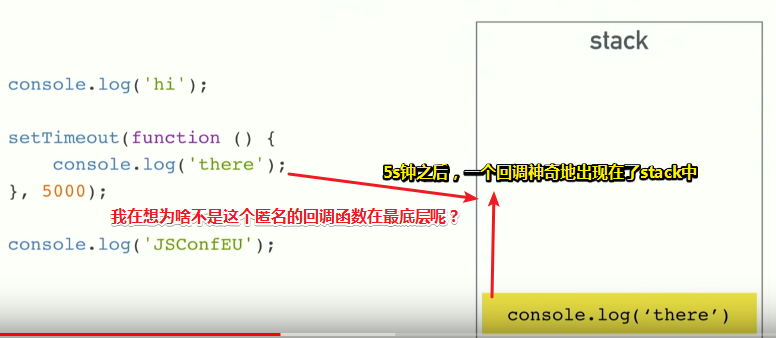 stack
console.log('hi');
setTimeout(function () {
console.log('there');
}, 5000);
console.log('JSConfEU');
5s钟之后，一个回调神奇地出现在了stack中
我在想为啥不是这个匿名的回调函数在最底层呢？
console.log(‘there’)